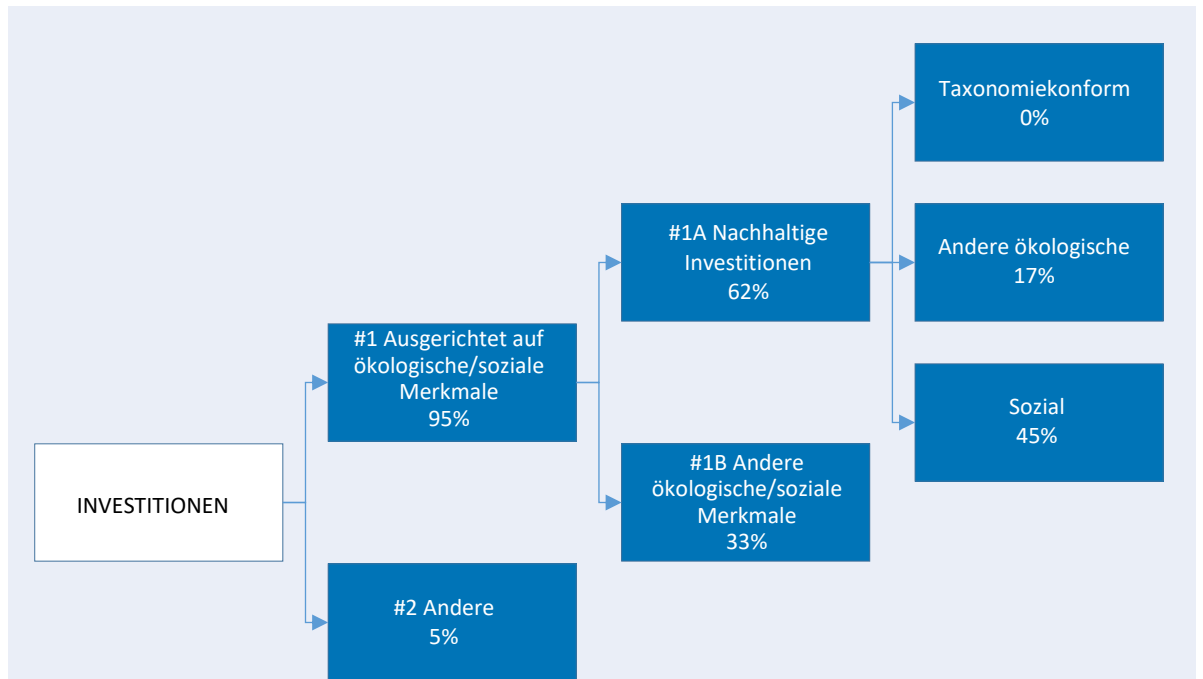 Taxonomiekonform
0%
#1A Nachhaltige
Investitionen
62%
Andere ökologische
17%
#1 Ausgerichtet auf
ökologische/soziale
Merkmale
95%
Sozial
45%
INVESTITIONEN
#1B Andere
ökologische/soziale
Merkmale
33%
#2 Andere
5%